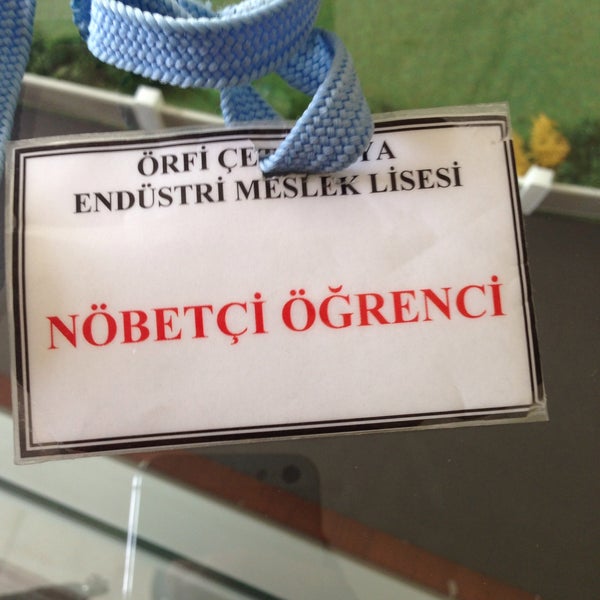 ÖRFİ
ENDÜSTRİ MESLEK LİSESİ
NÖBETÇİ ÖĞRENCİ